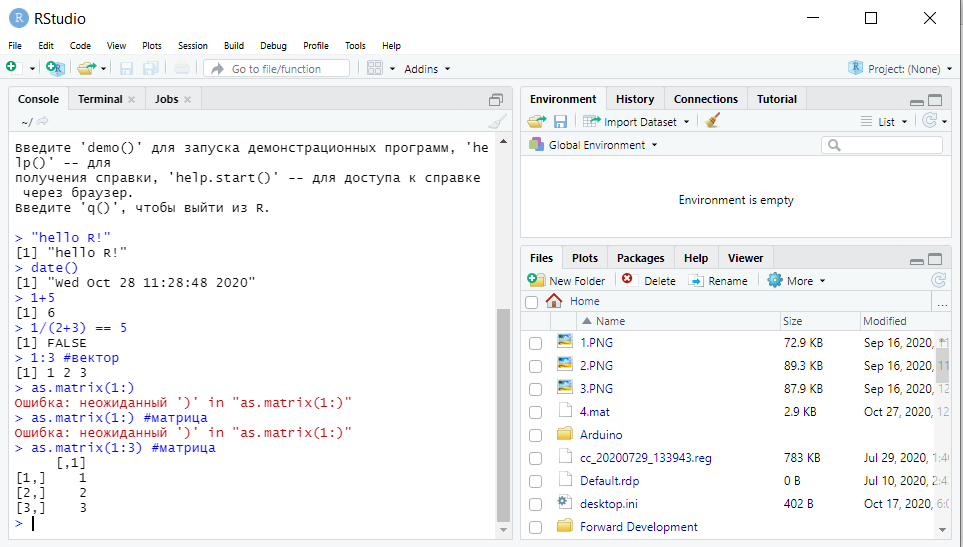 RStudio
File Edit Code View Plots Session Build Debug Profile Tools Help
Go to file/function Addins Project: (None)
Console Terminal Jobs
~/
Введите 'demo()' для запуска демонстрационных программ, 'he
lp()' -- для
получения справки, 'help.start()' -- для доступа к справке
через браузер.
Введите 'q()', чтобы выйти из R.
> "hello R!"
[1] "hello R!"
> date()
[1] "Wed Oct 28 11:28:48 2020"
> 1+5
[1] 6
> 1/(2+3) == 5
[1] FALSE
> 1:3 #вектор
[1] 1 2 3
> as.matrix(1:)
Ошибка: неожиданный ')' in "as.matrix(1:)"
> as.matrix(1:) #матрица
Ошибка: неожиданный ')' in "as.matrix(1:)"
> as.matrix(1:3) #матрица
[,1]
[1,] 1
[2,] 2
[3,] 3
>
Environment History Connections Tutorial
Import Dataset List
Global Environment
Environment is empty
Files Plots Packages Help Viewer
New Folder Delete Rename More
Home ...
Name Size Modified
1.PNG 72.9 KB Sep 16, 2020,
2.PNG 89.3 KB Sep 16, 2020, 11
3.PNG 87.9 KB Sep 16, 2020, 12
4.mat 2.9 KB Oct 27, 2020, 12
Arduino
cc_20200729_133943.reg 783 KB Jul 29, 2020, 1:4
Default.rdp 0 B Jul 10, 2020, 2:4
desktop.ini 402 B Oct 17, 2020, 6:0
Forward Development